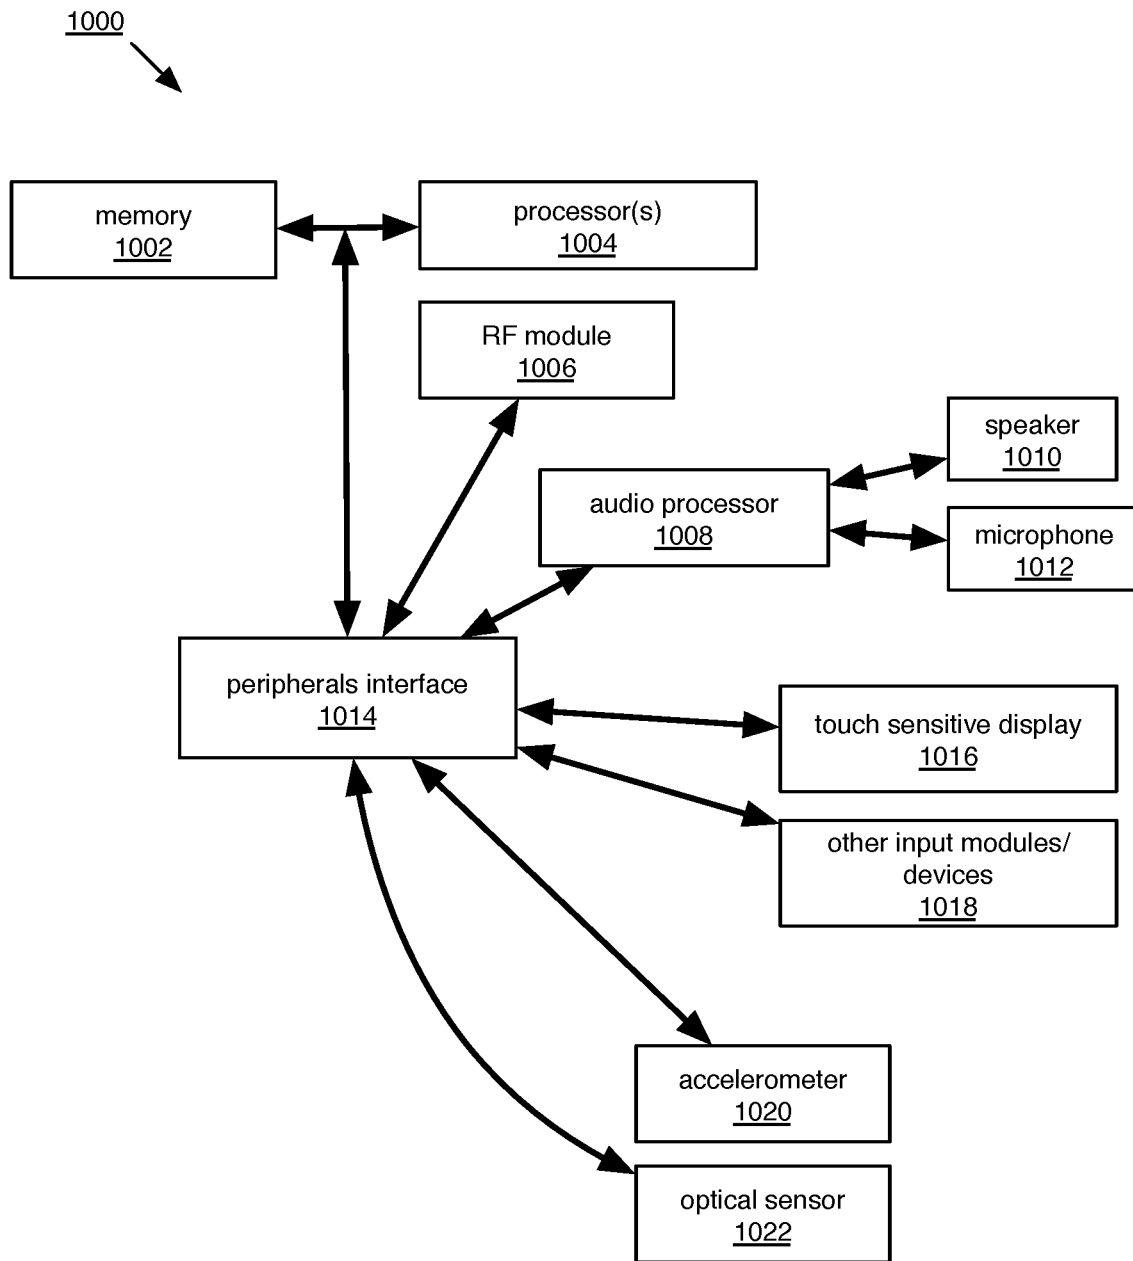 1000
memory
1002
processor(s)
1004
RF module
1006
speaker
1010
audio processor
1008
microphone
1012
peripherals interface
1014
touch sensitive display
1016
other input modules/
devices
1018
accelerometer
1020
optical sensor
1022